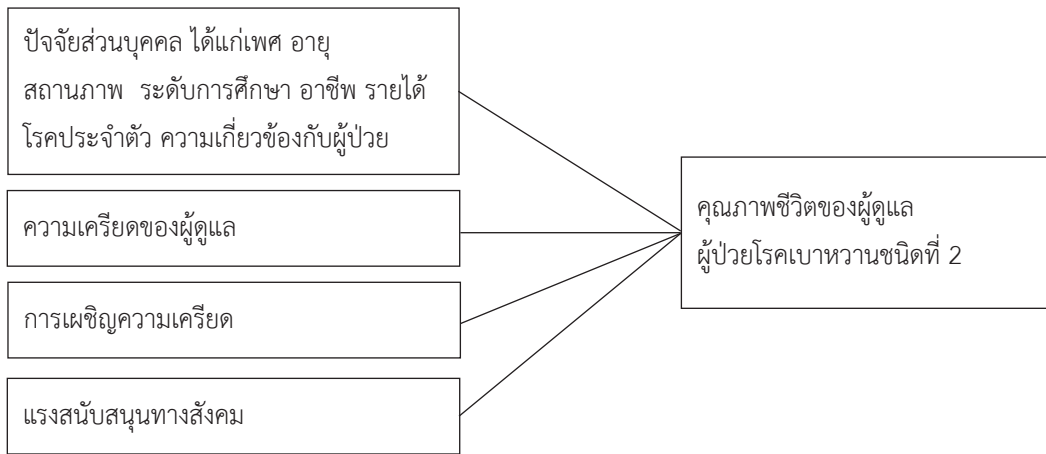 ปัจจัยส่วนบุคคล ได้แก่เพศ อายุ
สถานภาพ ระดับการศึกษา อาชีพ รายได้
โรคประจำตัว ความเกี่ยวข้องกับผู้ป่วย
ความเครียดของผู้ดูแล
การเผชิญความเครียด
แรงสนับสนุนทางสังคม
คุณภาพชีวิตของผู้ดูแล
ผู้ป่วยโรคเบาหวานชนิดที่ 2